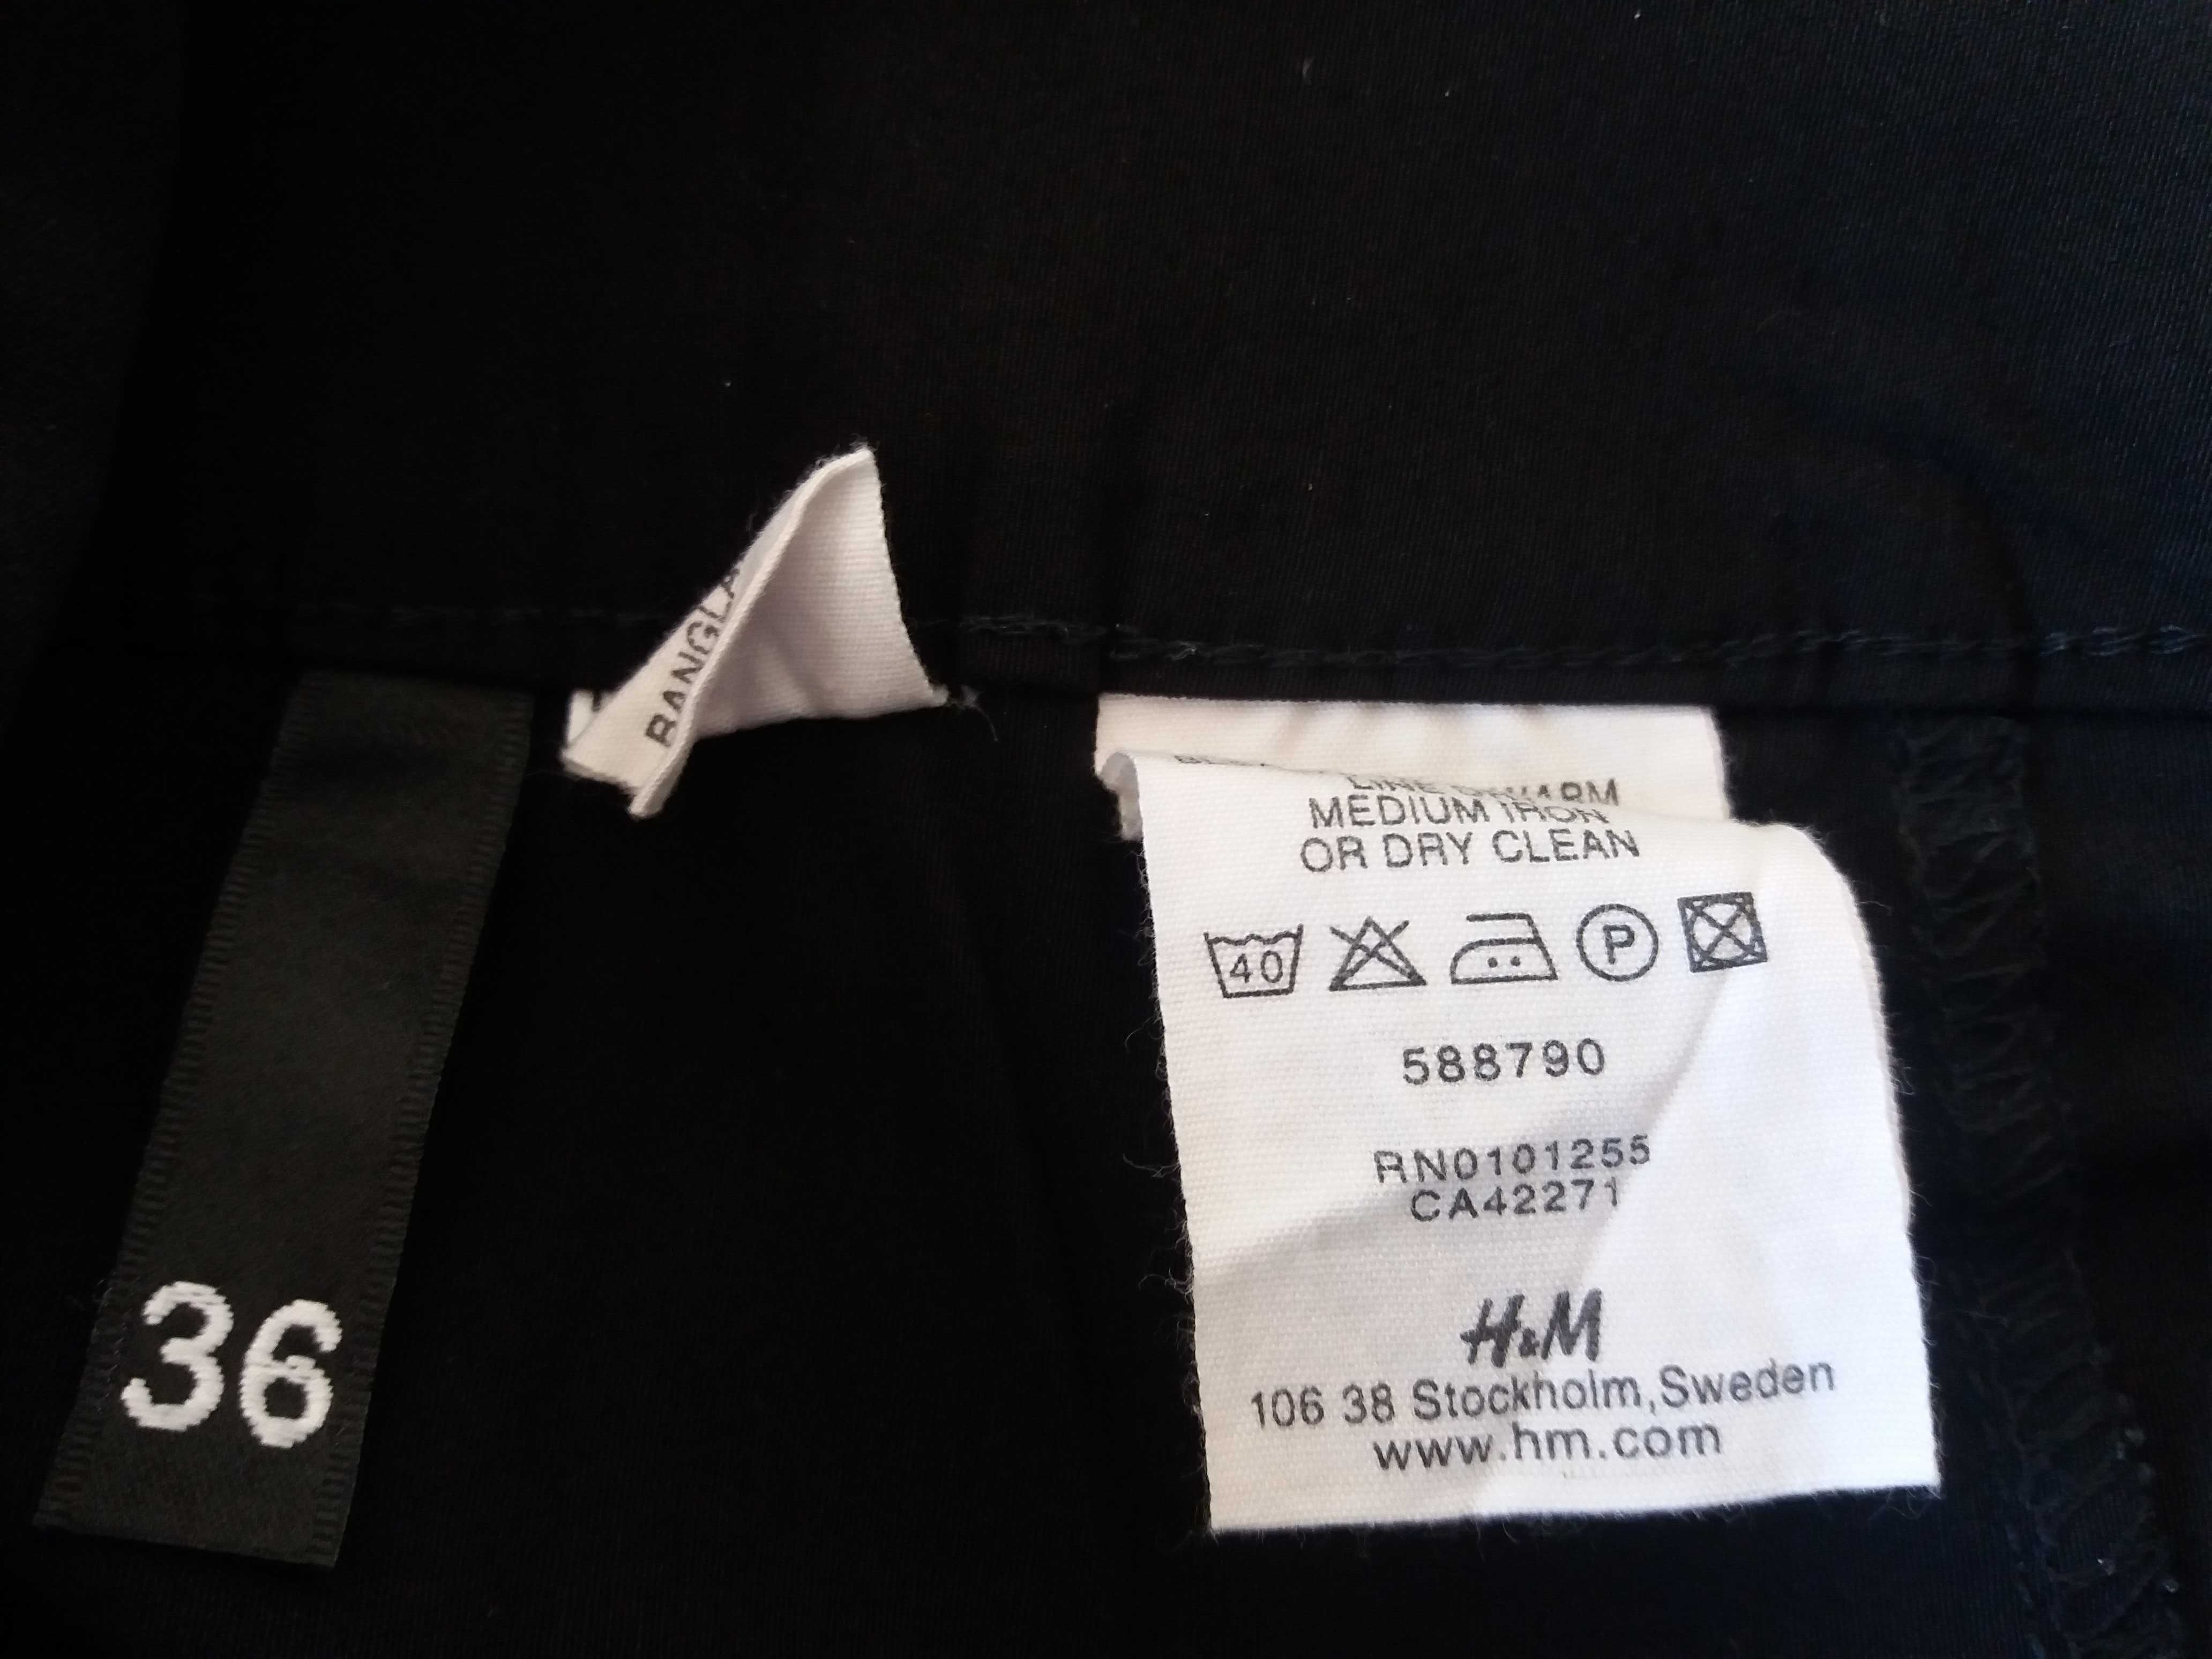 BANGLA
MEDIUM IRON
OR DRY CLEAN
40
P
588790
RN0101255
CA42271
H&M
106 38 Stockholm,Sweden
www.hm.com
36